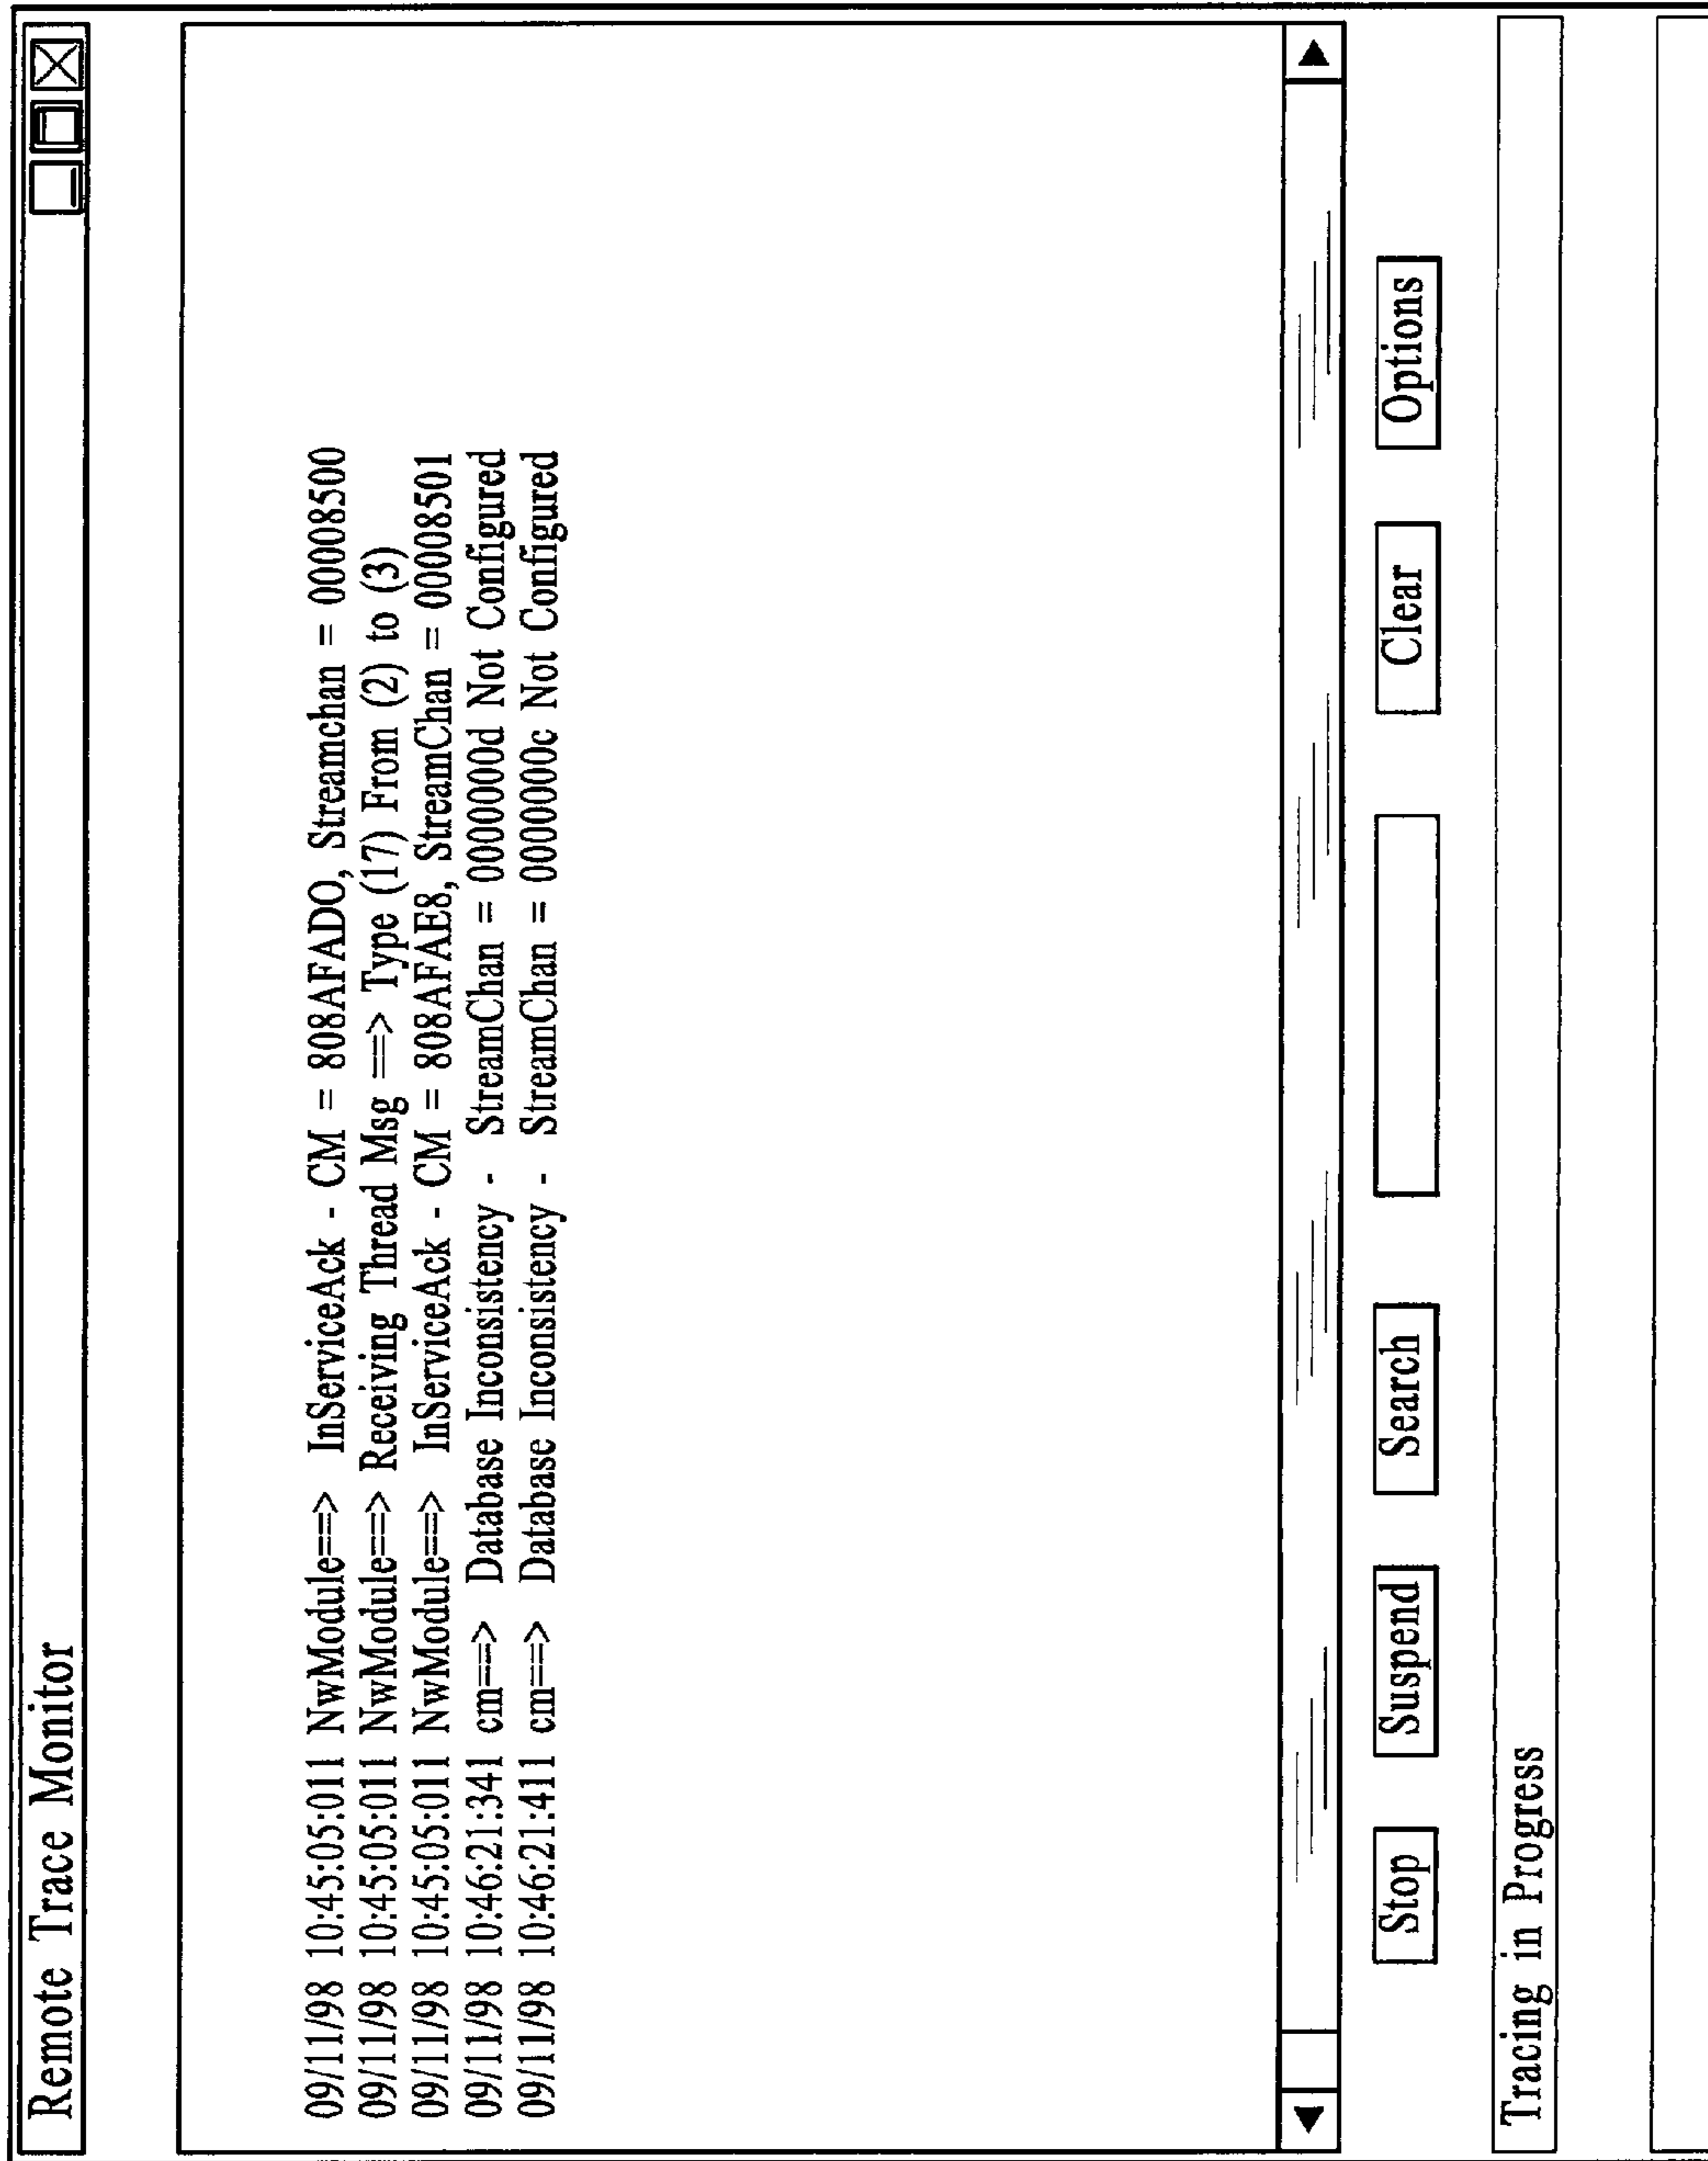 Remote Trace Monitor
09/11/98 10:45:05:011 NwModule==> InServiceAck - CM = 808AFADO, Streamchan = 00008500
09/11/98 10:45:05:011 NwModule==> Receiving Thread Msg ==> Type (17) From (2) to (3)
09/11/98 10:45:05:011 NwModule==> InServiceAck - CM = 808AFAE8, StreamChan = 00008501
09/11/98 10:46:21:341 cm==> Database Inconsistency - StreamChan = 0000000d Not Configured
09/11/98 10:46:21:411 cm==> Database Inconsistency - StreamChan = 0000000c Not Configured
Stop Suspend Search Clear Options
Tracing in Progress